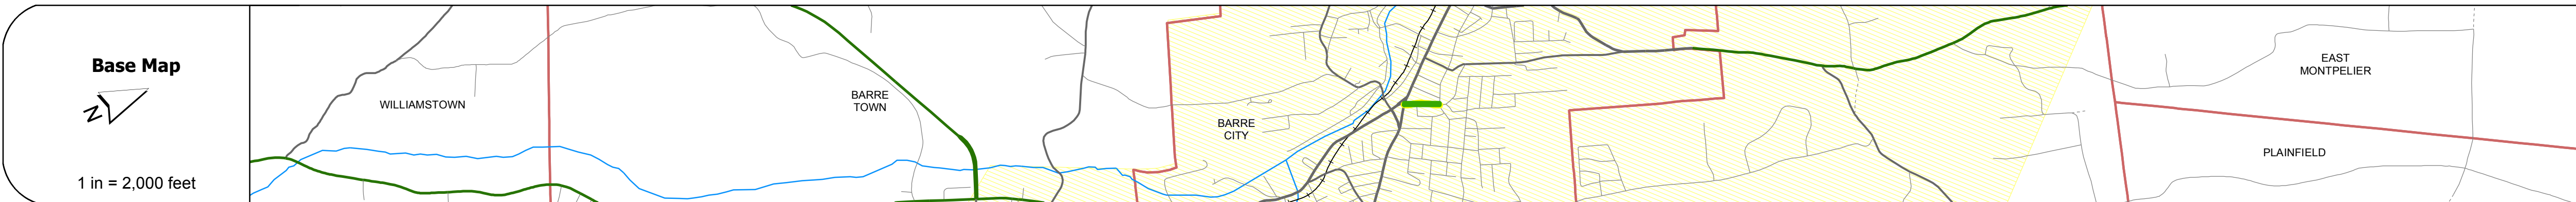 Base Map
N
1 in = 2,000 feet
WILLIAMSTOWN
BARRE
TOWN
BARRE
CITY
EAST
MONTPELIER
PLAINFIELD